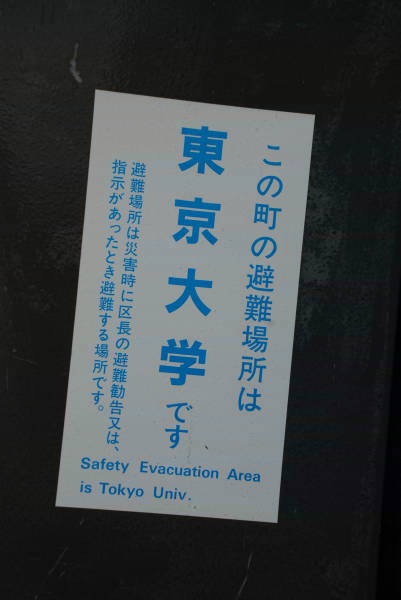 この町の避難場所は
東京大学です
避難場所は災害時に区長の避難勧告又は、
指示があったとき避難する場所です。
Safety Evacuation Area
is Tokyo Univ.